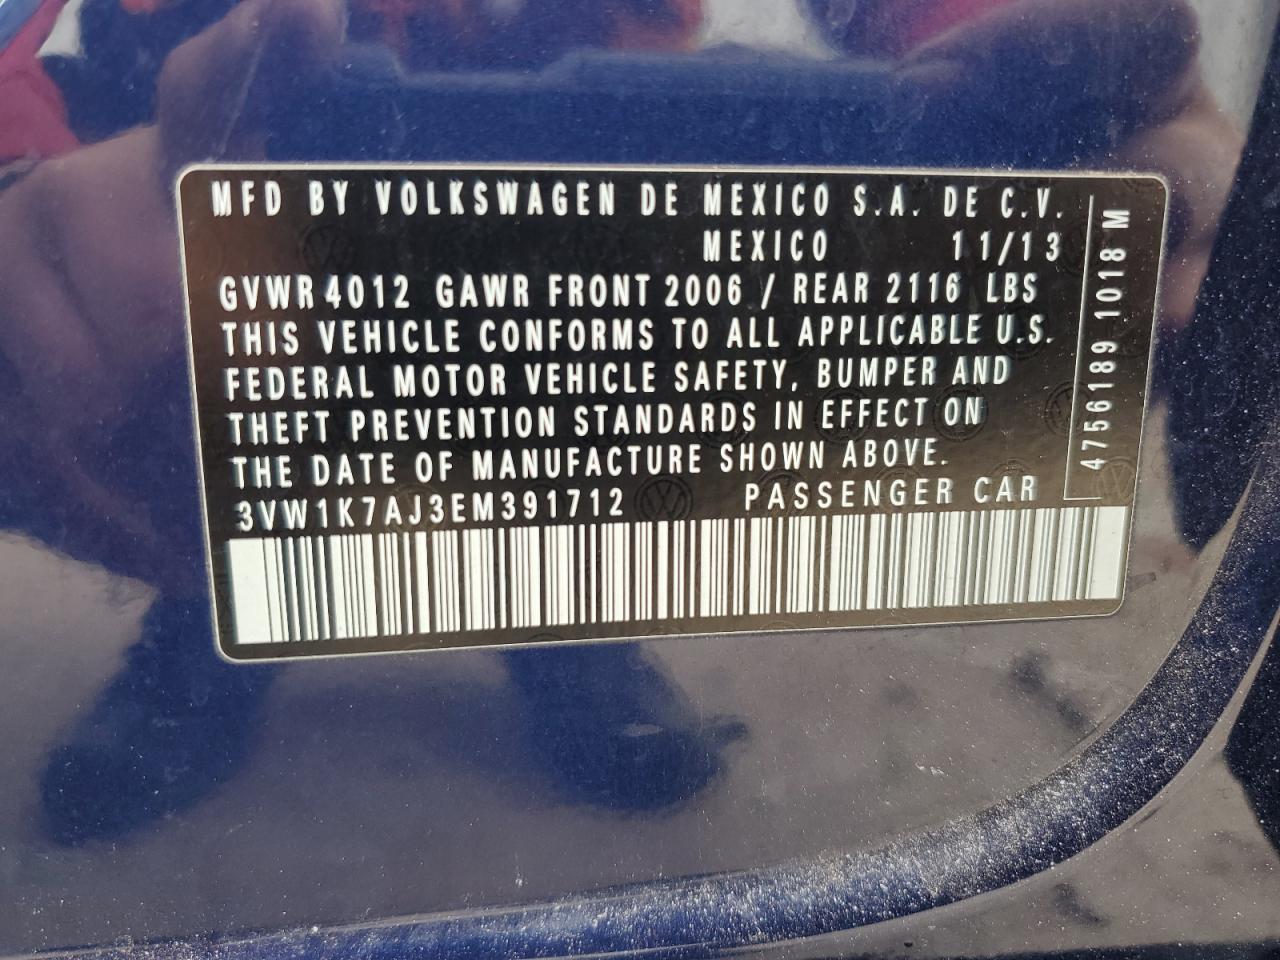 MFD BY VOLKSWAGEN DE MEXICO S.A. DE C.V.
MEXICO 11/13
GVWR 4012 GAWR FRONT 2006 / REAR 2116 LBS
THIS VEHICLE CONFORMS TO ALL APPLICABLE U.S.
FEDERAL MOTOR VEHICLE SAFETY, BUMPER AND
THEFT PREVENTION STANDARDS IN EFFECT ON
THE DATE OF MANUFACTURE SHOWN ABOVE.
3VW1K7AJ3EM391712 PASSENGER CAR
4756189 1018 M